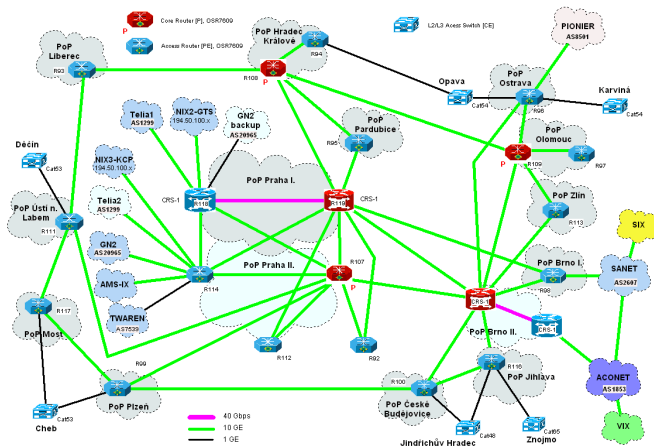 Core Router [P], OSR7609
Access Router [PE], OSR7609
L2/L3 Acess Switch [CE]
PIONIER
AS8501
PoP
Liberec
R93
PoP Hradec
Králové
R94
R108
P
Opava
Cat54
PoP
Ostrava
R96
Karviná
Cat54
Telia1
AS1299
NIX2-GTS
194.50.100.x
GN2
backup
AS20965
R95
PoP
Pardubice
PoP
Olomouc
R109
P
R97
Děčín
Cat53
NIX3-KCP
194.50.100.x
PoP Praha I.
CRS-1
R118
R119
CRS-1
PoP Zlín
R113
PoP Ústí n.
Labem
R111
Telia2
AS1299
GN2
AS20965
AMS-IX
TWAREN
AS7539
R114
PoP Praha II.
R107
P
PoP Brno I.
R98
SIX
SANET
AS2607
CRS-1
CRS-1
PoP Brno II.
R117
PoP Most
R112
R92
R99
PoP Plzeň
Cat53
Cheb
R100
PoP České
Budějovice
R116
PoP Jihlava
ACONET
AS1853
VIX
Cat48
Jindřichův Hradec
Cat65
Znojmo
40 Gbps
10 GE
1 GE